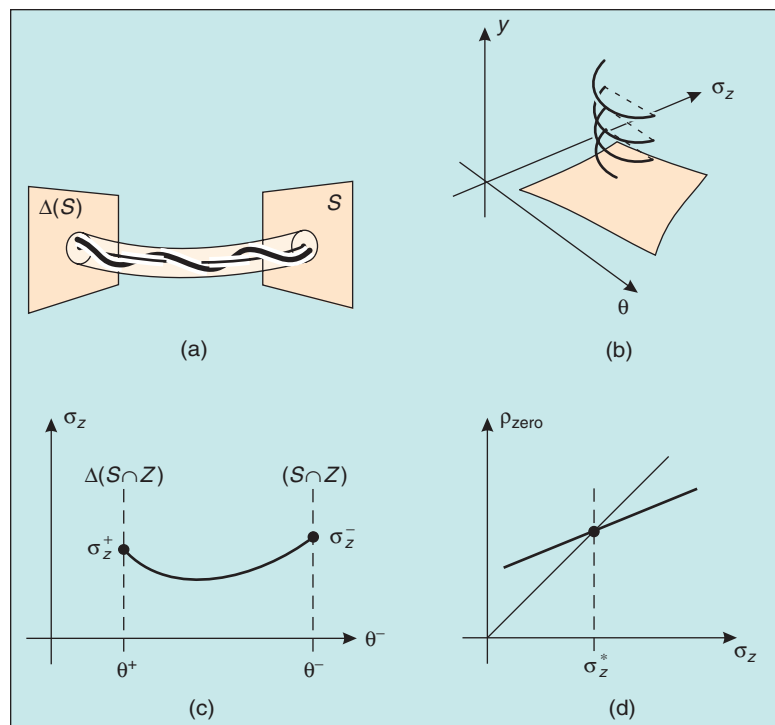 Δ(S)
S
(a)
y
σz
θ
(b)
σz
Δ(S∩Z)
(S∩Z)
σz+
σz−
θ−
θ+
θ−
(c)
ρzero
σz*
σz
(d)